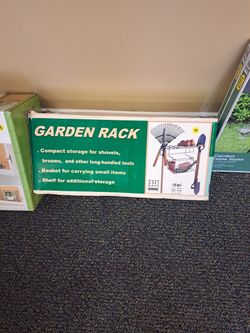 GARDEN RACK
. Compact storage for shovels,
brooms, and other long-handled tools
. Basket for carrying small items
. Shelf for additional storage
Garden